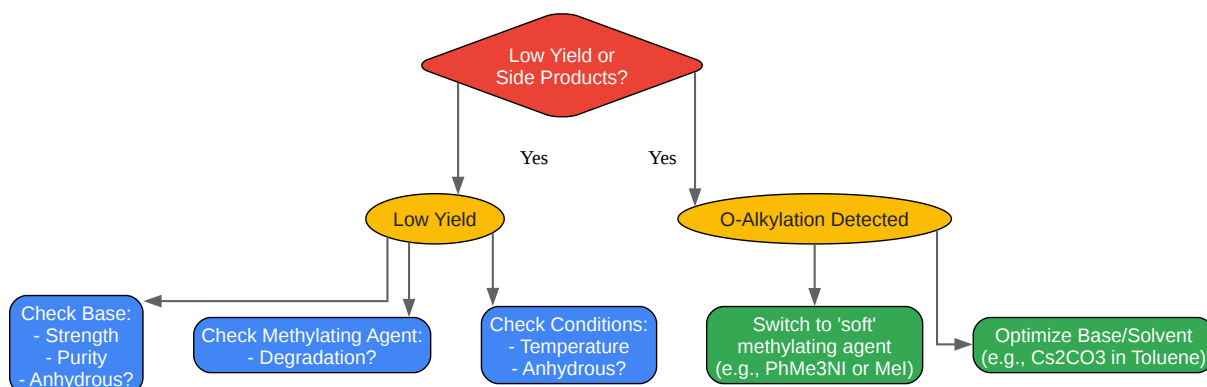 Low Yield or
Side Products?
Yes
Yes
Low Yield
O-Alkylation Detected
Check Base:
- Strength
- Purity
- Anhydrous?
Check Methylating Agent:
- Degradation?
Check Conditions:
- Temperature
- Anhydrous?
Switch to 'soft'
methylating agent
(e.g., PhMe3NI or MeI)
Optimize Base/Solvent
(e.g., Cs2CO3 in Toluene)